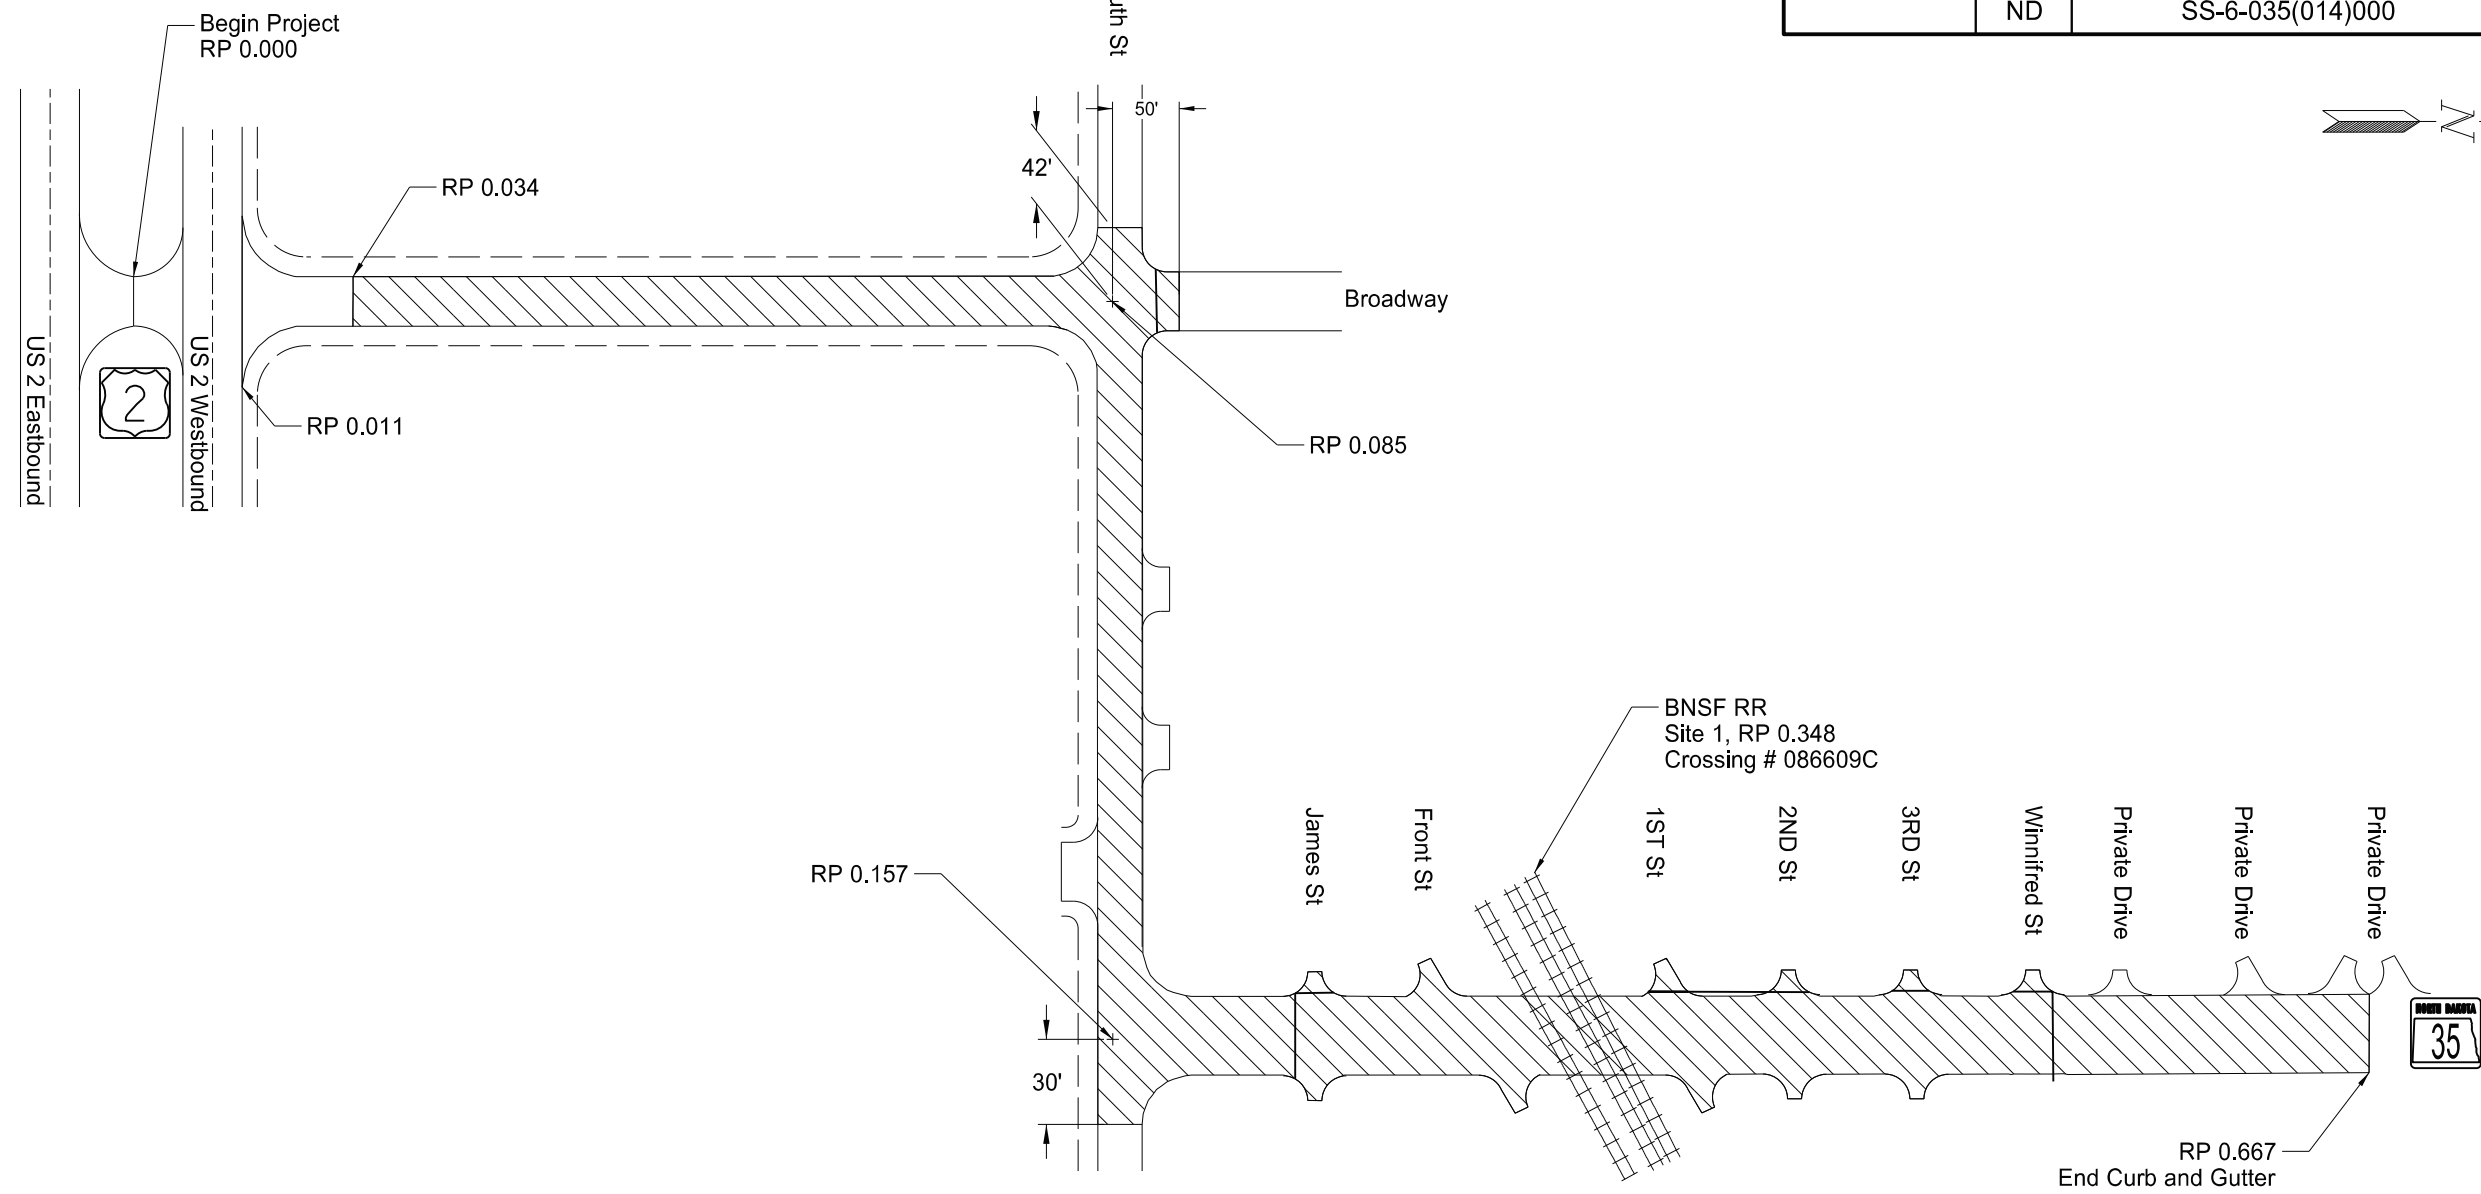 ND
SS-6-035(014)000
Begin Project
RP 0.000
uth St
50'
N
42'
RP 0.034
Broadway
US 2 Eastbound
2
US 2 Westbound
RP 0.011
RP 0.085
BNSF RR
Site 1, RP 0.348
Crossing # 086609C
James St
Front St
1ST St
2ND St
3RD St
Winnifred St
Private Drive
Private Drive
Private Drive
RP 0.157
NORTH DAKOTA
35
30'
RP 0.667
End Curb and Gutter